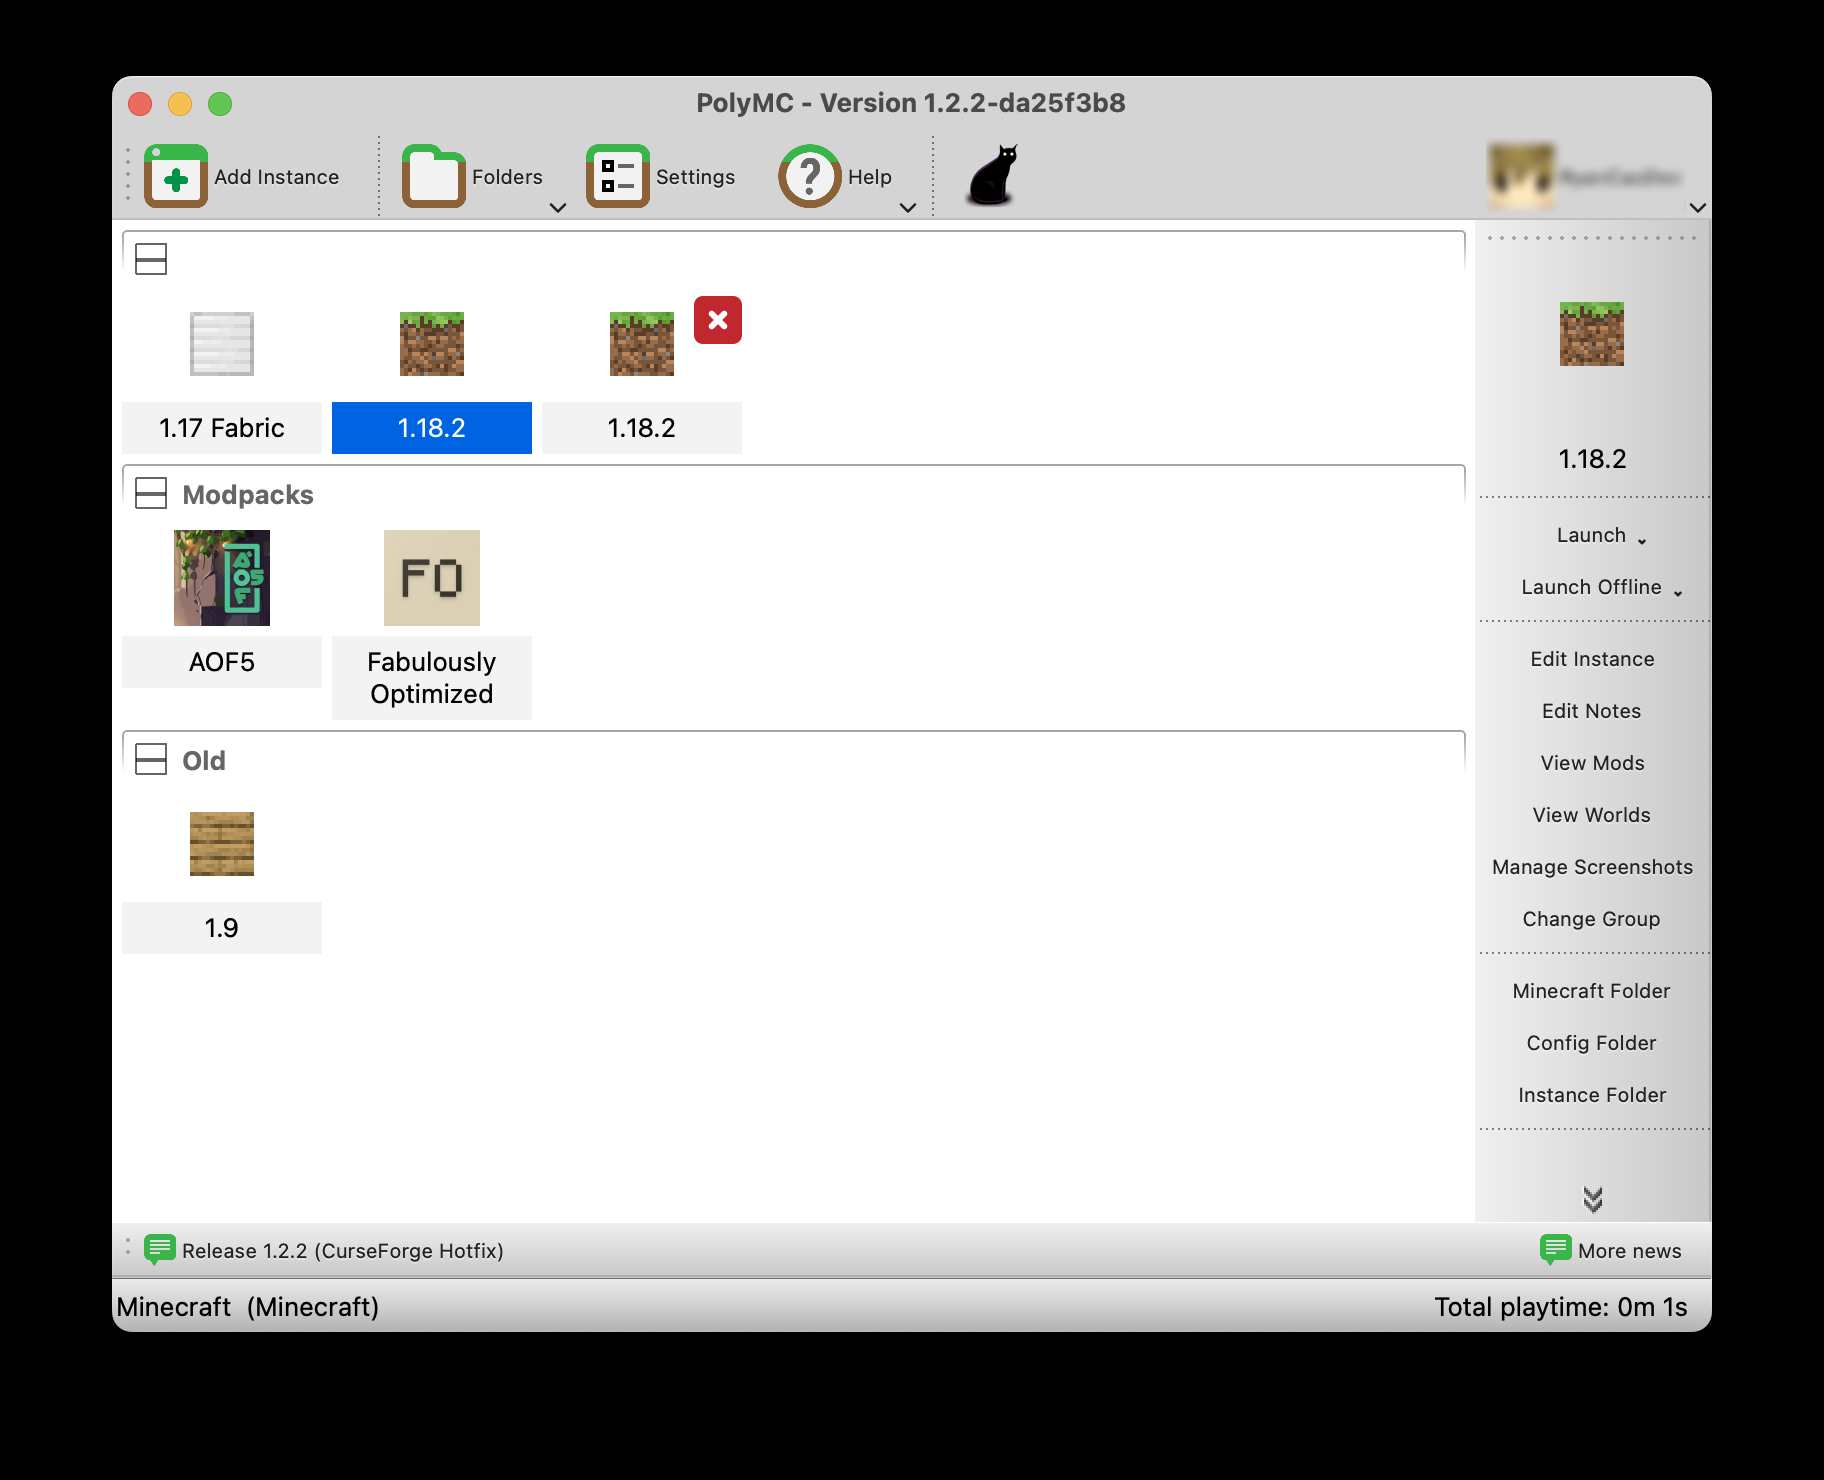 PolyMC - Version 1.2.2-da25f3b8
Add Instance
Folders
Settings
Help
1.17 Fabric
1.18.2
1.18.2
Modpacks
AOF5
FO
AOF5
Fabulously
Optimized
Old
1.9
1.18.2
Launch
Launch Offline
Edit Instance
Edit Notes
View Mods
View Worlds
Manage Screenshots
Change Group
Minecraft Folder
Config Folder
Instance Folder
Release 1.2.2 (CurseForge Hotfix)
More news
Minecraft (Minecraft)
Total playtime: 0m 1s